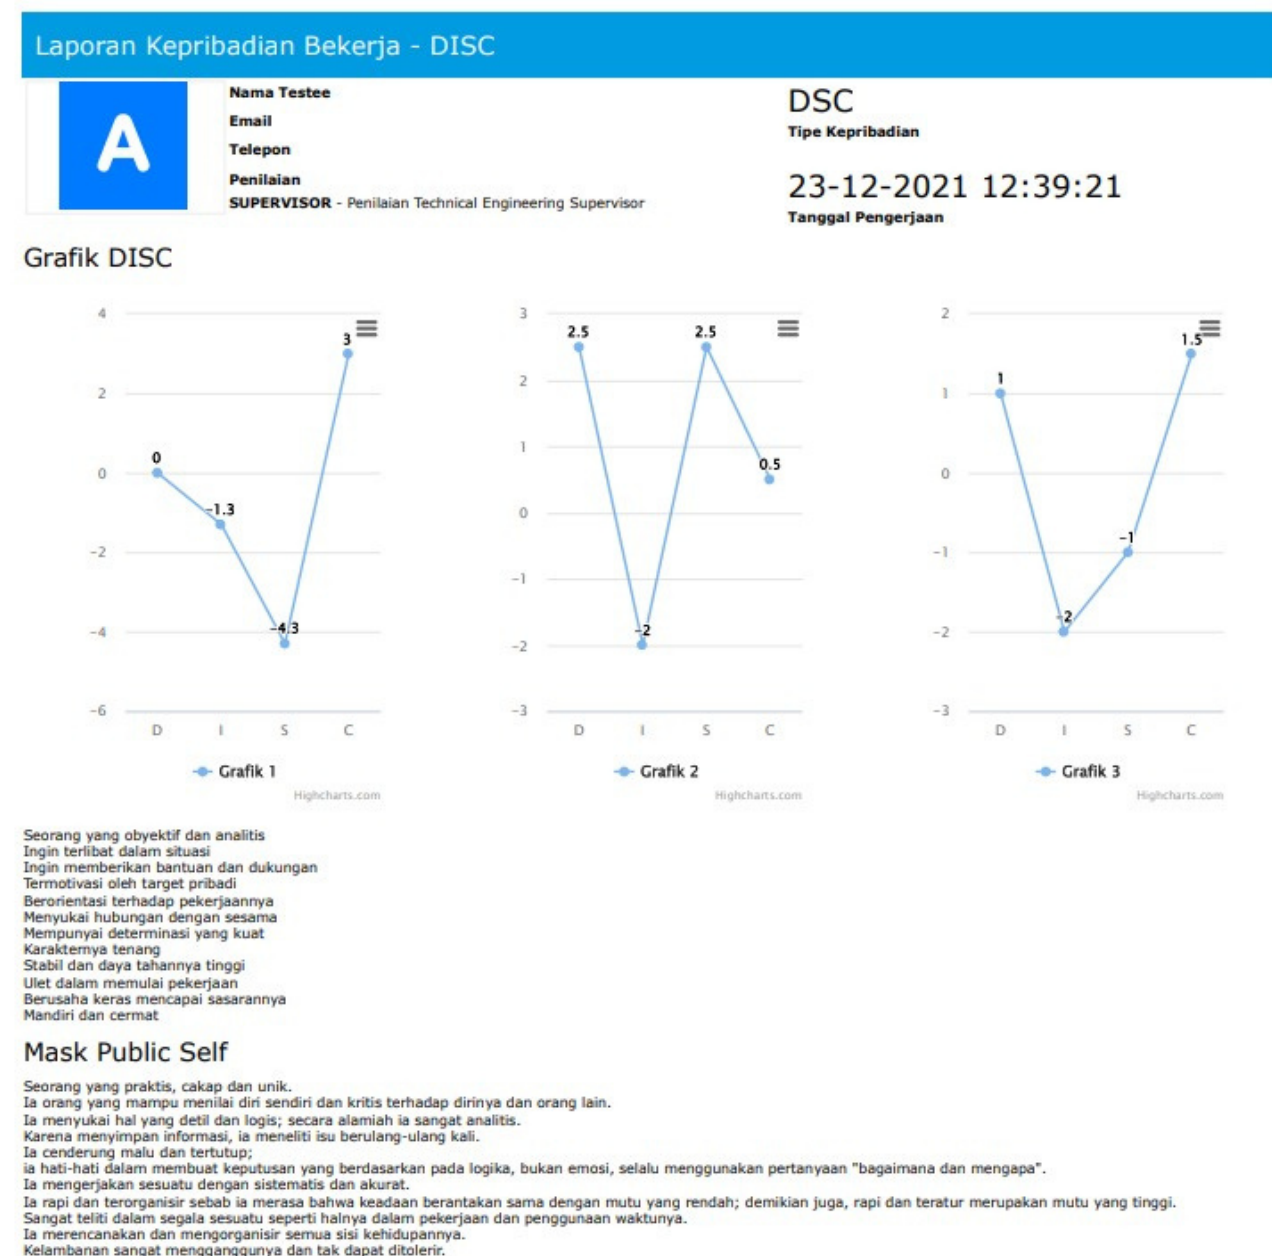 Laporan Kepribadian Bekerja - DISC
A
Nama Testee
Email
Telepon
Penilaian
SUPERVISOR - Penilaian Technical Engineering Supervisor
DSC
Tipe Kepribadian
23-12-2021 12:39:21
Tanggal Pengerjaan
Grafik DISC
4
2
0
-2
-4
-6
0
-1.3
-4.3
3
D I S C
Grafik 1
Highcharts.com
3
2
1
0
-1
-2
-3
2.5
-2
2.5
0.5
D I S C
Grafik 2
Highcharts.com
2
1
0
-1
-2
-3
1
-2
-1
1.5
D I S C
Grafik 3
Highcharts.com
Seorang yang obyektif dan analitis
Ingin terlibat dalam situasi
Ingin memberikan bantuan dan dukungan
Termotivasi oleh target pribadi
Berorientasi terhadap pekerjaannya
Menyukai hubungan dengan sesama
Mempunyai determinasi yang kuat
Karakternya tenang
Stabil dan daya tahannya tinggi
Ulet dalam memulai pekerjaan
Berusaha keras mencapai sasarannya
Mandiri dan cermat
Mask Public Self
Seorang yang praktis, cakap dan unik.
Ia orang yang mampu menilai diri sendiri dan kritis terhadap dirinya dan orang lain.
Ia menyukai hal yang detil dan logis; secara alamiah ia sangat analitis.
Karena menyimpan informasi, ia meneliti isu berulang-ulang kali.
Ia cenderung malu dan tertutup;
ia hati-hati dalam membuat keputusan yang berdasarkan pada logika, bukan emosi, selalu menggunakan pertanyaan "bagaimana dan mengapa".
Ia mengerjakan sesuatu dengan sistematis dan akurat.
Ia rapi dan terorganisir sebab ia merasa bahwa keadaan berantakan sama dengan mutu yang rendah; demikian juga, rapi dan teratur merupakan mutu yang tinggi.
Sangat teliti dalam segala sesuatu seperti halnya dalam pekerjaan dan penggunaan waktunya.
Ia merencanakan dan mengorganisir semua sisi kehidupannya.
Kelambanan sangat mengganggunya dan tak dapat ditolerir.